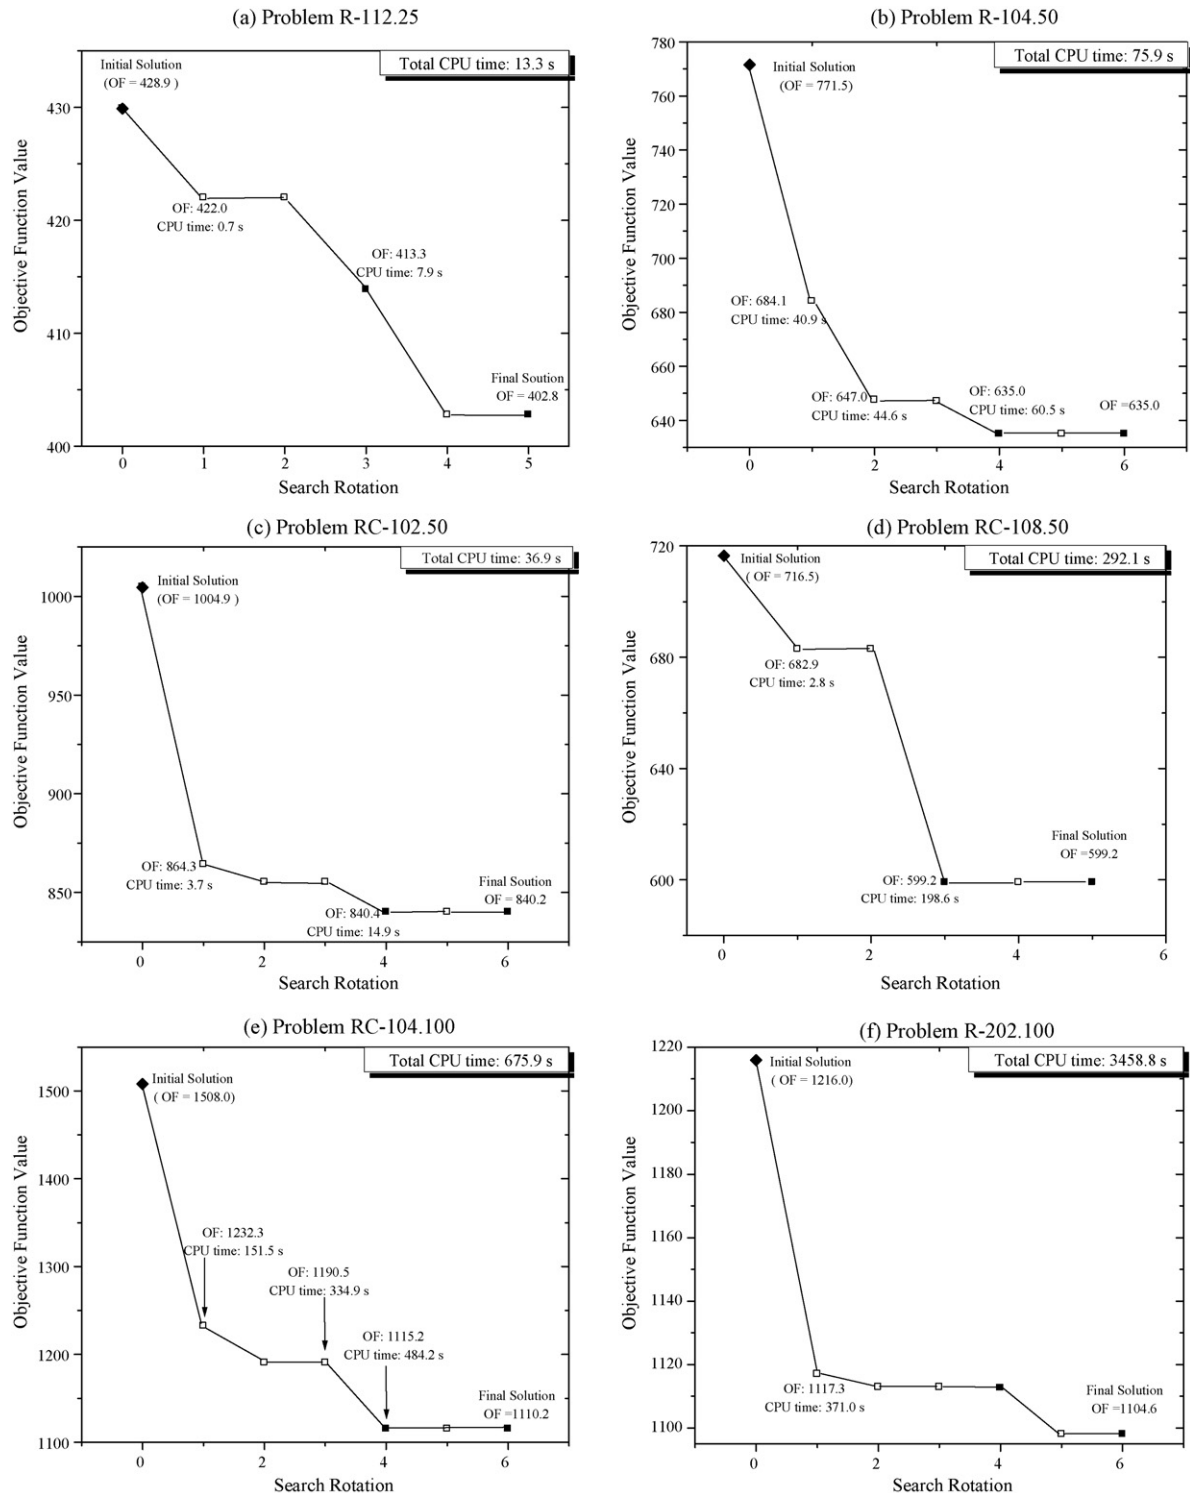 (a) Problem R-112.25
Total CPU time: 13.3 s
Initial Solution
(OF = 428.9 )
430
420
410
400
OF: 422.0
CPU time: 0.7 s
OF: 413.3
CPU time: 7.9 s
Final Soution
OF = 402.8
0 1 2 3 4 5
Search Rotation
Objective Function Value
(b) Problem R-104.50
Total CPU time: 75.9 s
Initial Solution
(OF = 771.5)
780
760
740
720
700
680
660
640
OF: 684.1
CPU time: 40.9 s
OF: 647.0
CPU time: 44.6 s
OF: 635.0
CPU time: 60.5 s
OF =635.0
0 2 4 6
Search Rotation
Objective Function Value
(c) Problem RC-102.50
Total CPU time: 36.9 s
Initial Solution
(OF = 1004.9 )
1000
950
900
850
OF: 864.3
CPU time: 3.7 s
OF: 840.4
CPU time: 14.9 s
Final Soution
OF = 840.2
0 2 4 6
Search Rotation
Objective Function Value
(d) Problem RC-108.50
Total CPU time: 292.1 s
Initial Solution
( OF = 716.5)
720
680
640
600
OF: 682.9
CPU time: 2.8 s
OF: 599.2
CPU time: 198.6 s
Final Solution
OF =599.2
0 2 4 6
Search Rotation
Objective Function Value
(e) Problem RC-104.100
Total CPU time: 675.9 s
Initial Solution
( OF = 1508.0)
1500
1400
1300
1200
1100
OF: 1232.3
CPU time: 151.5 s
OF: 1190.5
CPU time: 334.9 s
OF: 1115.2
CPU time: 484.2 s
Final Solution
OF =1110.2
0 2 4 6
Search Rotation
Objective Function Value
(f) Problem R-202.100
Total CPU time: 3458.8 s
Initial Solution
( OF = 1216.0)
1220
1200
1180
1160
1140
1120
1100
OF: 1117.3
CPU time: 371.0 s
Final Solution
OF =1104.6
0 2 4 6
Search Rotation
Objective Function Value